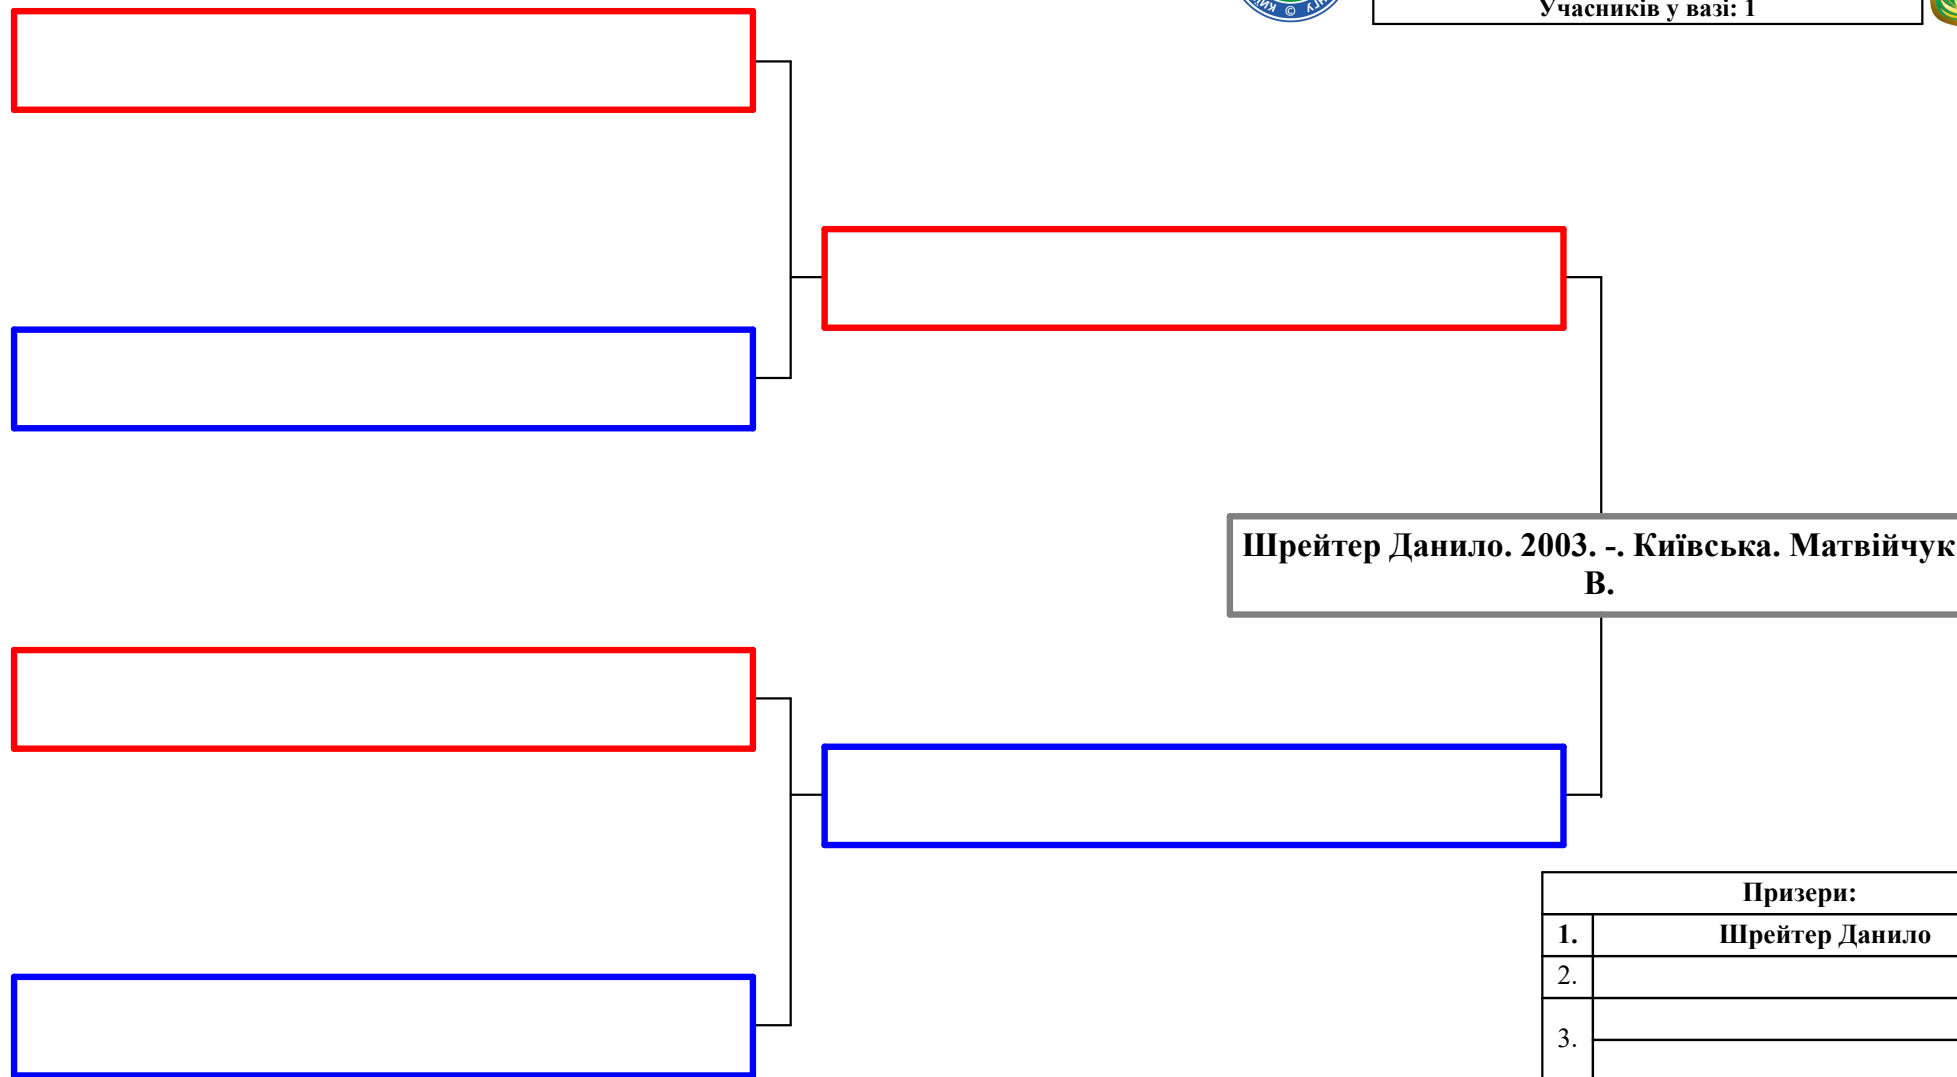 Учасників у вазі: 1
Шрейтер Данило. 2003. -. Київська. Матвійчук
В.
Призери:
1. Шрейтер Данило
2.
3.